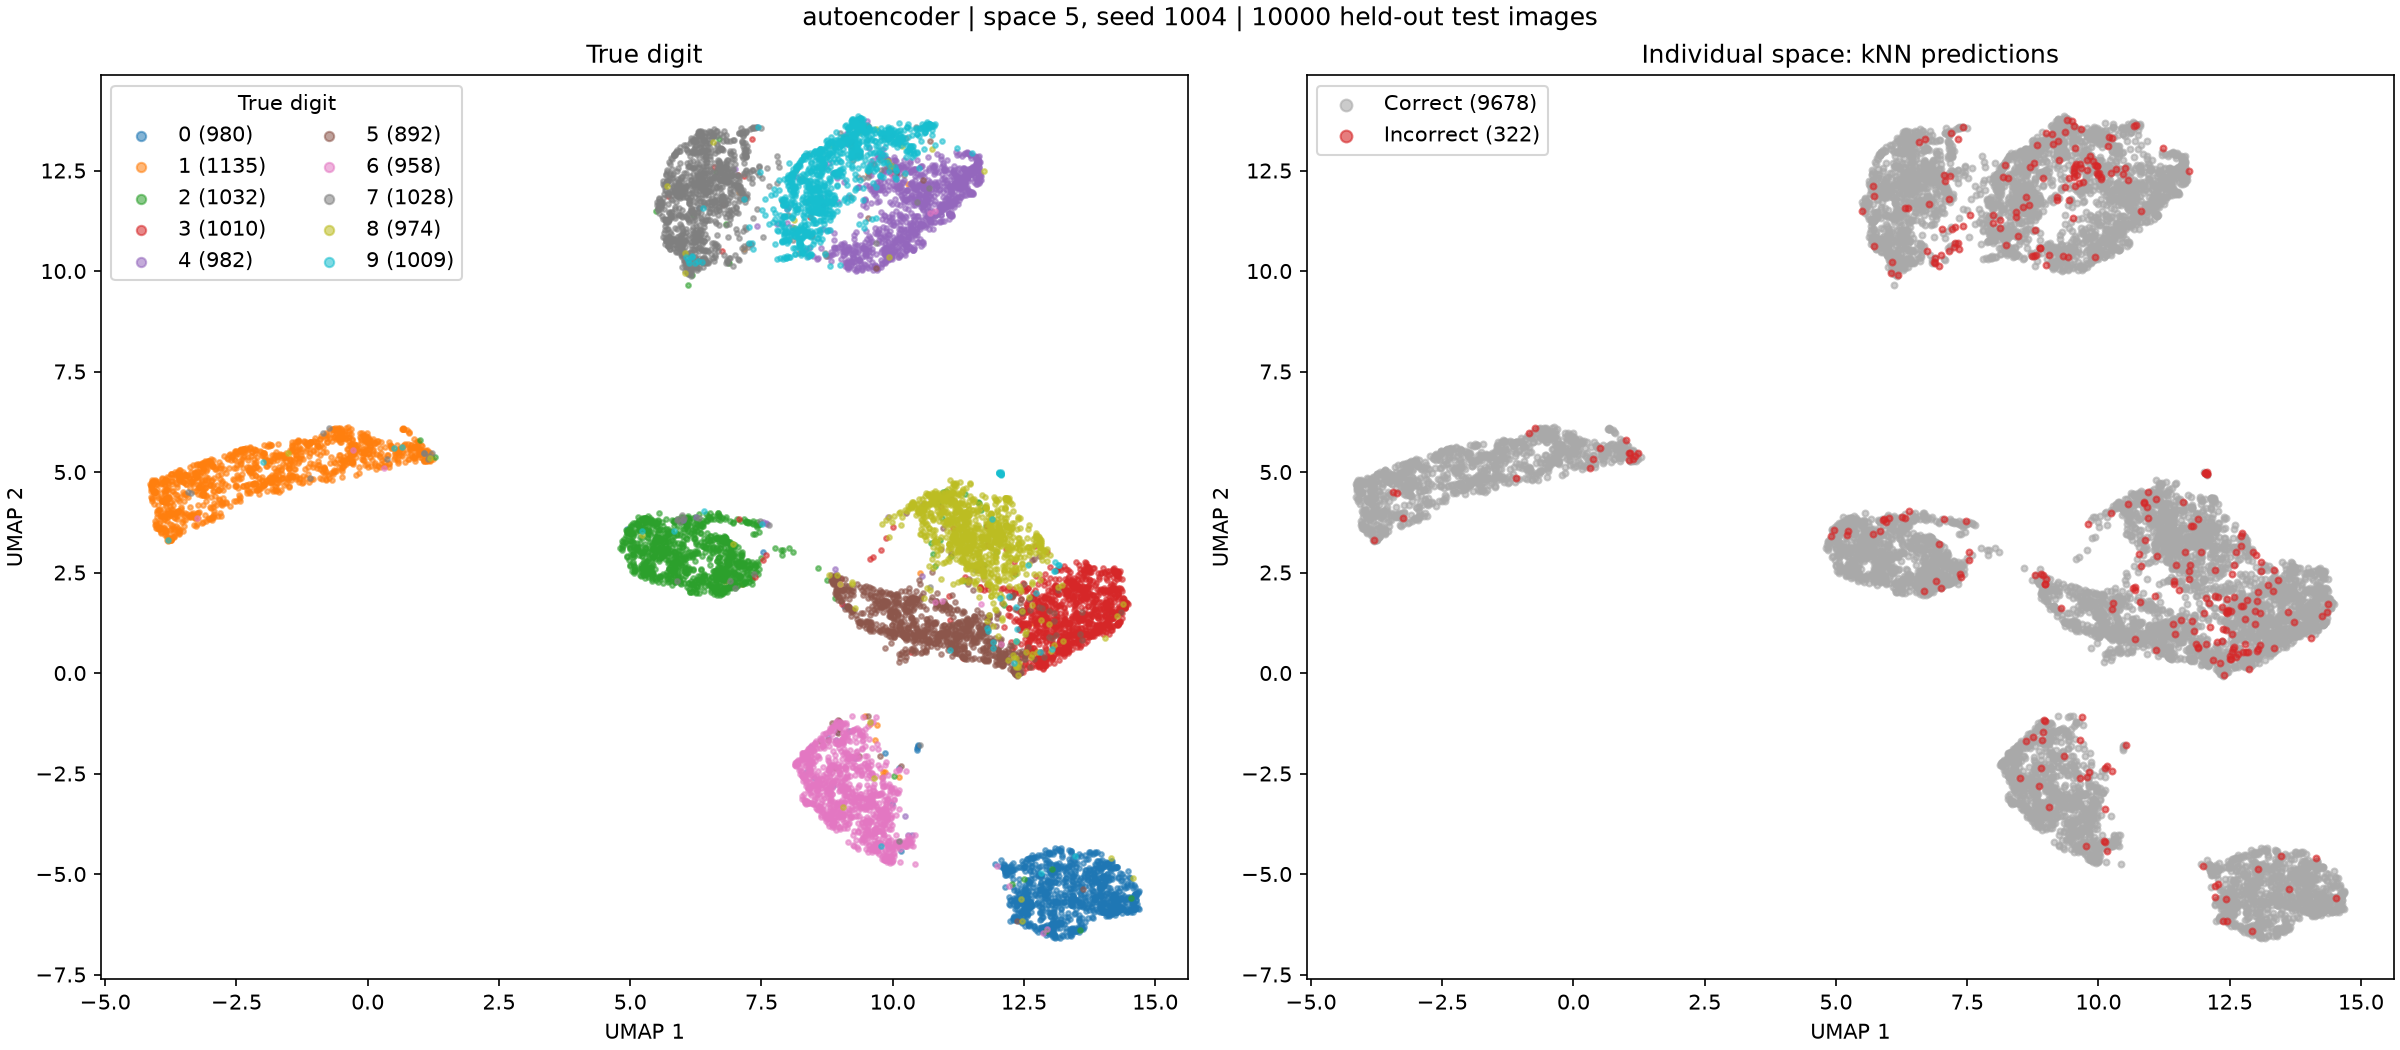 autoencoder | space 5, seed 1004 | 10000 held-out test images
True digit
True digit
0 (980)
1 (1135)
2 (1032)
3 (1010)
4 (982)
5 (892)
6 (958)
7 (1028)
8 (974)
9 (1009)
12.5
10.0
7.5
5.0
2.5
0.0
−2.5
−5.0
−7.5
UMAP 2
−5.0 −2.5 0.0 2.5 5.0 7.5 10.0 12.5 15.0
UMAP 1
Individual space: kNN predictions
Correct (9678)
Incorrect (322)
12.5
10.0
7.5
5.0
2.5
0.0
−2.5
−5.0
−7.5
UMAP 2
−5.0 −2.5 0.0 2.5 5.0 7.5 10.0 12.5 15.0
UMAP 1